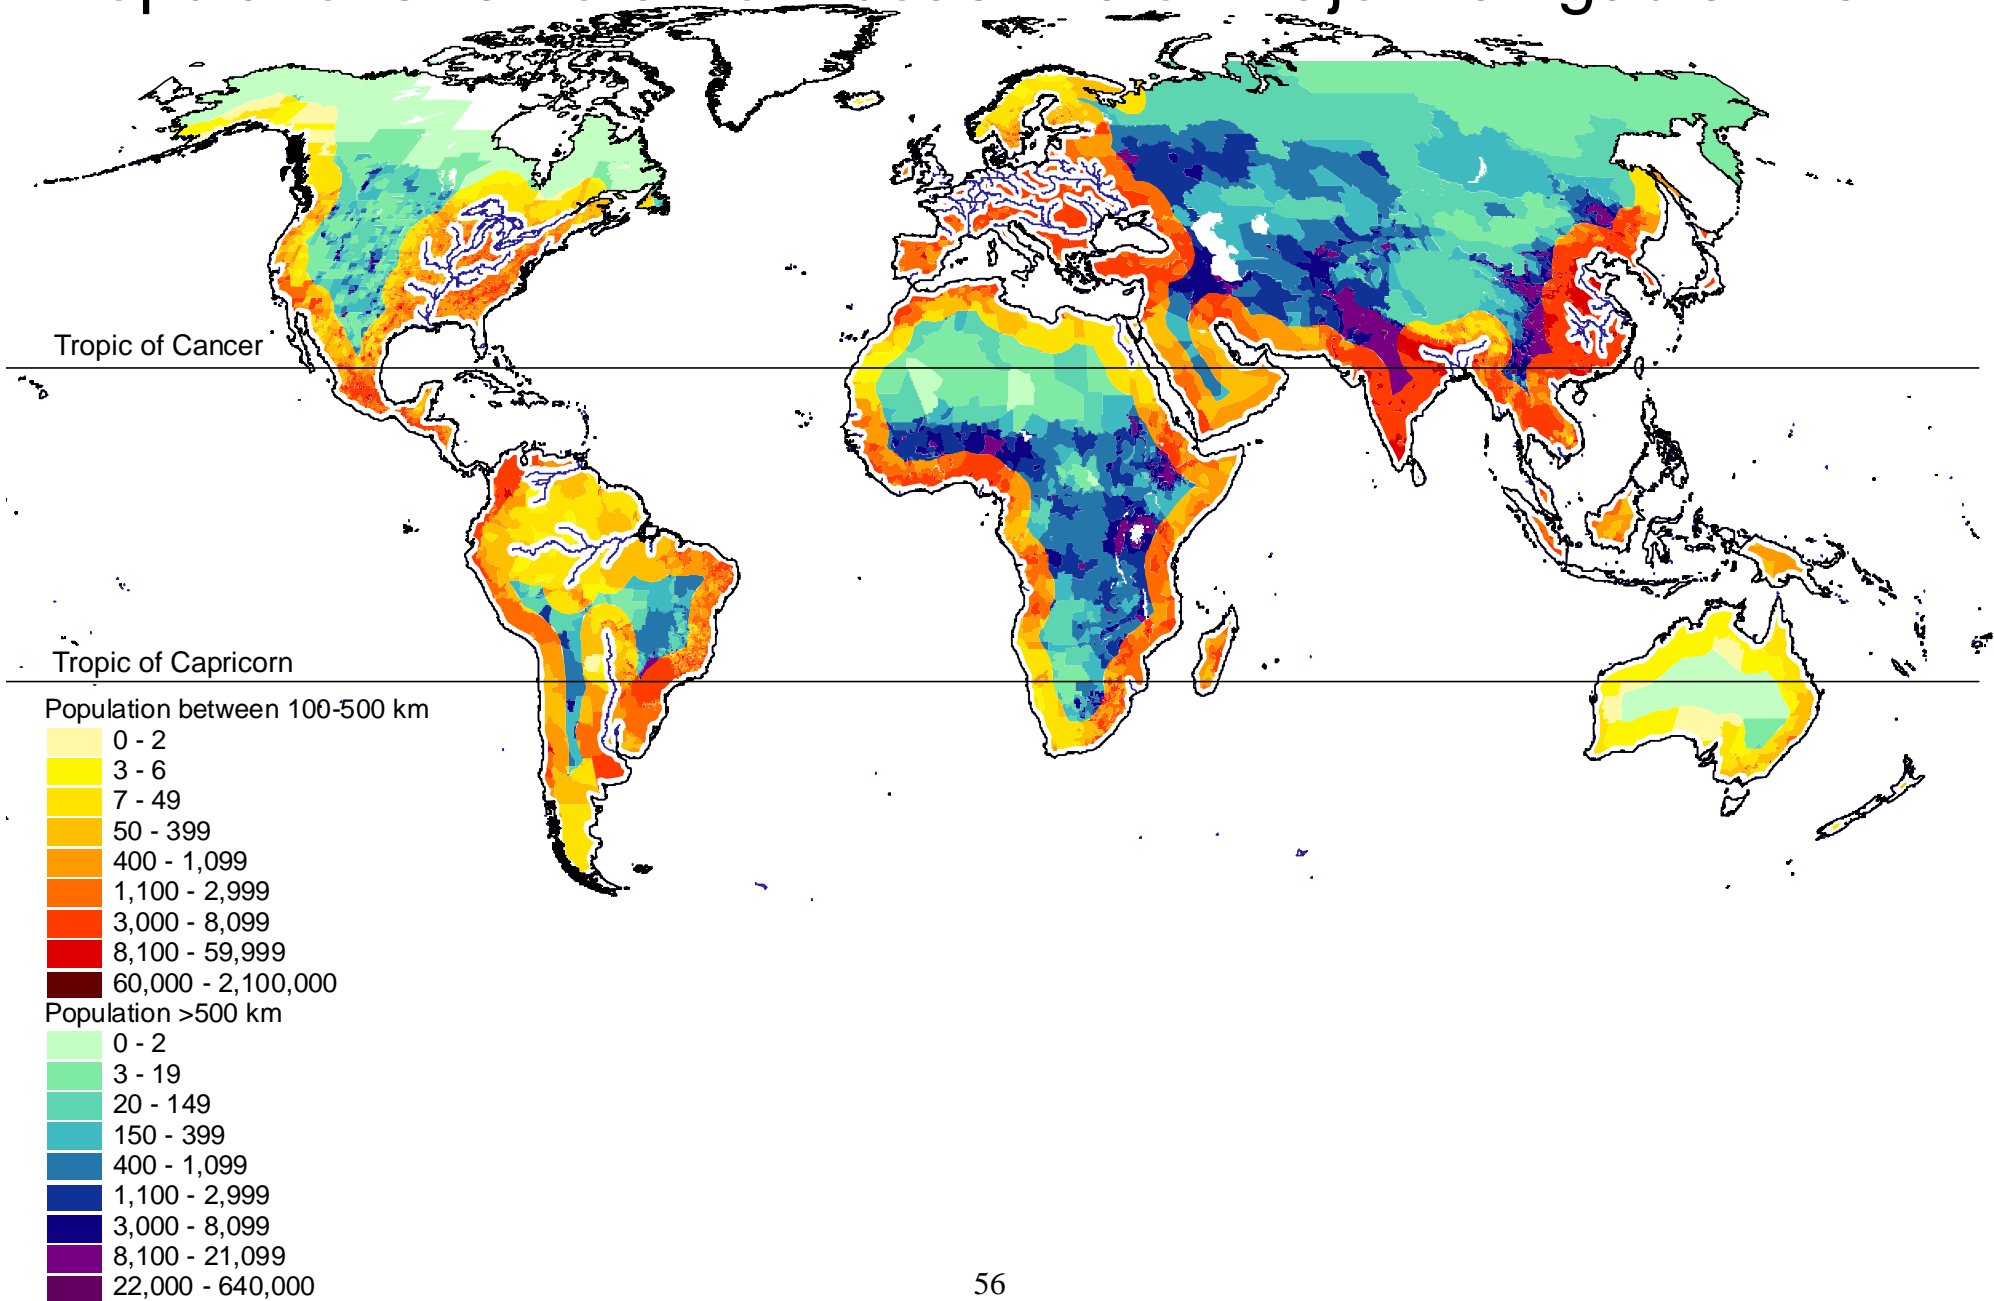 Tropic of Cancer
Tropic of Capricorn
Population between 100-500 km
0 - 2
3 - 6
7 - 49
50 - 399
400 - 1,099
1,100 - 2,999
3,000 - 8,099
8,100 - 59,999
60,000 - 2,100,000
Population >500 km
0 - 2
3 - 19
20 - 149
150 - 399
400 - 1,099
1,100 - 2,999
3,000 - 8,099
8,100 - 21,099
22,000 - 640,000
56